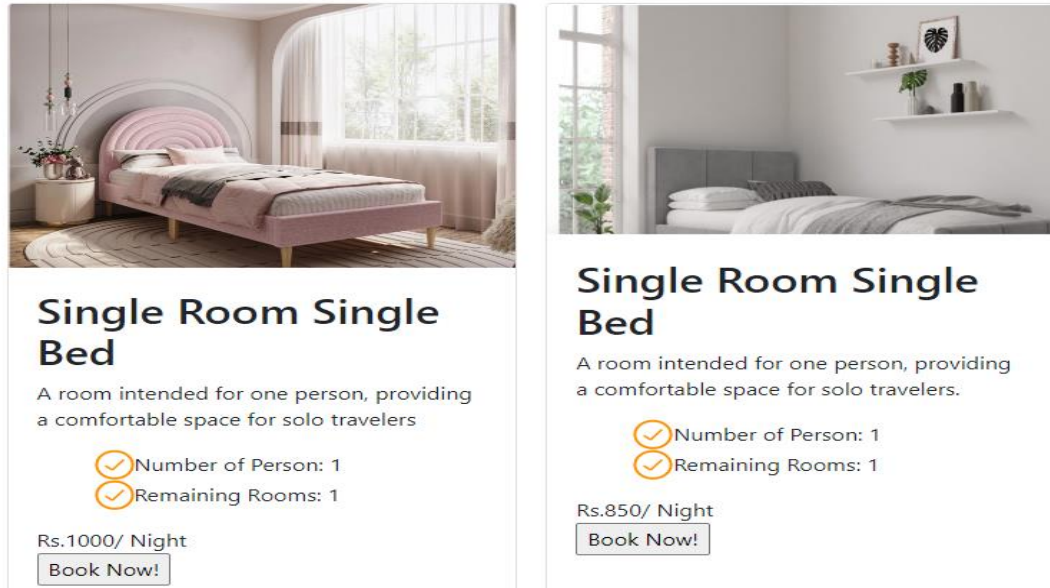 Single Room Single
Bed
A room intended for one person, providing
a comfortable space for solo travelers
Number of Person: 1
Remaining Rooms: 1
Rs.1000/ Night
Book Now!
Single Room Single
Bed
A room intended for one person, providing
a comfortable space for solo travelers.
Number of Person: 1
Remaining Rooms: 1
Rs.850/ Night
Book Now!